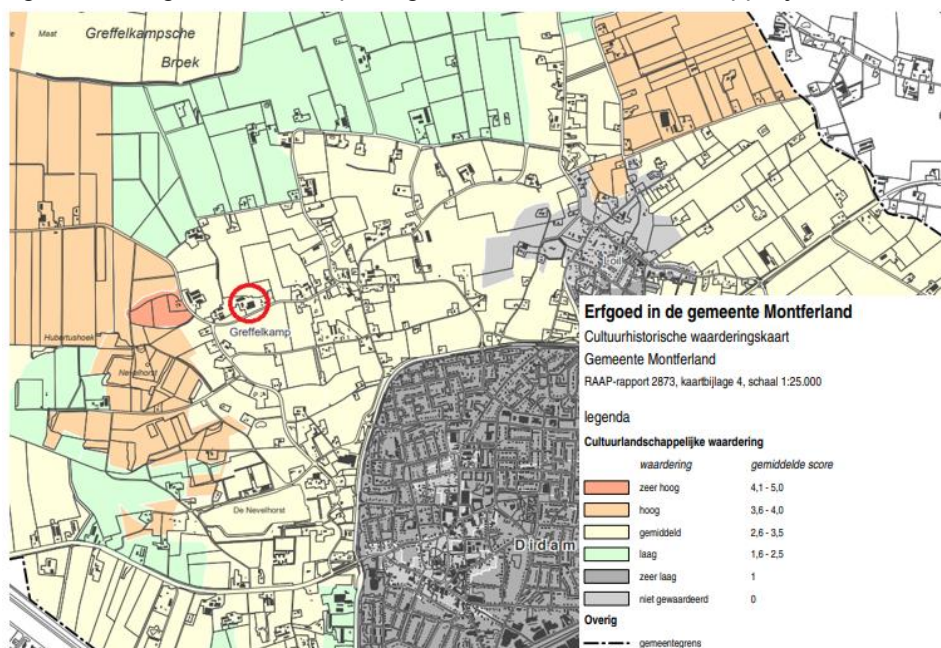 Maat
Greffelkampsche
Broek
Loil
Greffelkamp
Hubertushoek
Nevelhorst
De Nevelhorst
Didam
Erfgoed in de gemeente Montferland
Cultuurhistorische waarderingskaart
Gemeente Montferland
RAAP-rapport 2873, kaartbijlage 4, schaal 1:25.000
legenda
Cultuurlandschappelijke waardering
waardering gemiddelde score
zeer hoog 4,1 - 5,0
hoog 3,6 - 4,0
gemiddeld 2,6 - 3,5
laag 1,6 - 2,5
zeer laag 1
niet gewaardeerd 0
Overig
gemeentegrens